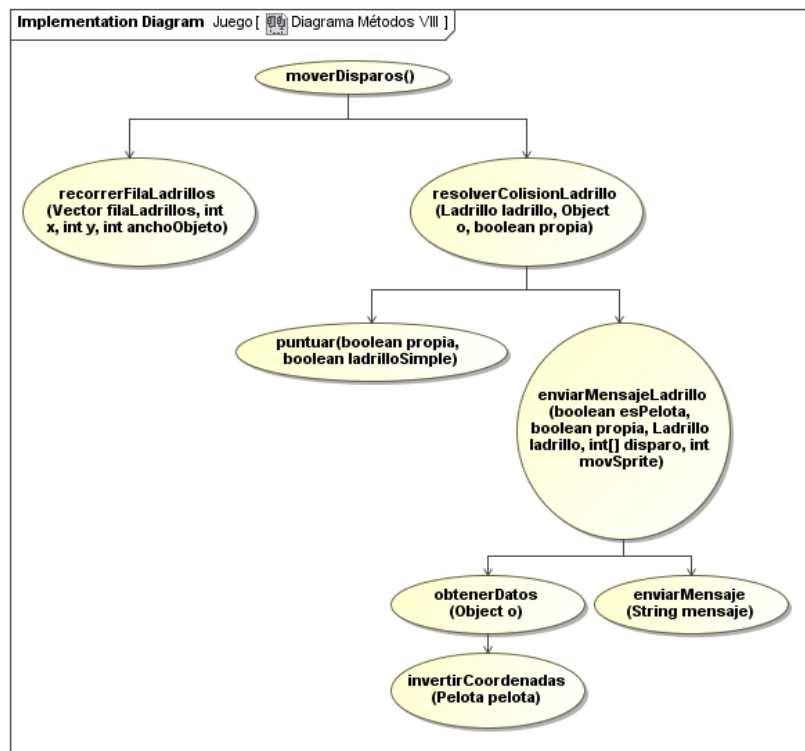 Implementation Diagram Juego [ Diagrama Métodos VIII ]
moverDisparos()
recorrerFilaLadrillos
(Vector filaLadrillos, int
x, int y, int anchoObjeto)
resolverColisionLadrillo
(Ladrillo ladrillo, Object
o, boolean propia)
puntuar(boolean propia,
boolean ladrilloSimple)
enviarMensajeLadrillo
(boolean esPelota,
boolean propia, Ladrillo
ladrillo, int[] disparo, int
movSprite)
obtenerDatos
(Object o)
enviarMensaje
(String mensaje)
invertirCoordenadas
(Pelota pelota)